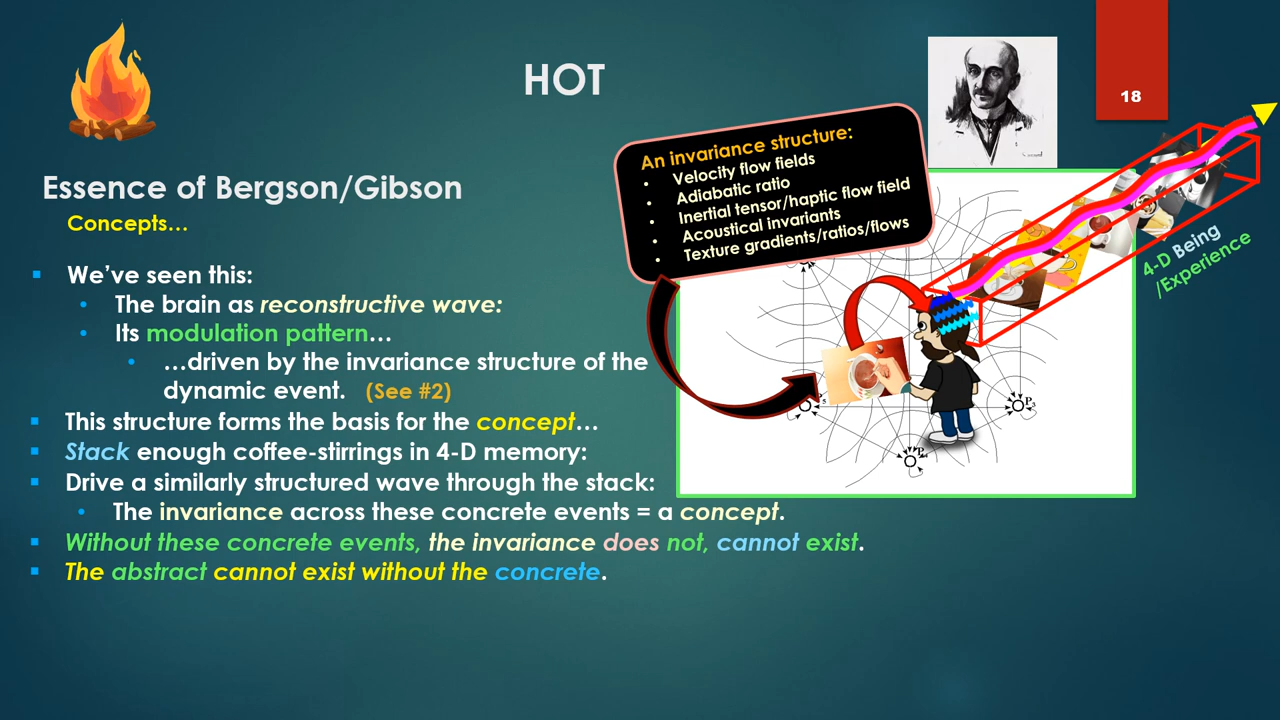 HOT
18
Essence of Bergson/Gibson
Concepts…
We’ve seen this:
The brain as reconstructive wave:
Its modulation pattern…
…driven by the invariance structure of the
dynamic event. (See #2)
This structure forms the basis for the concept…
Stack enough coffee-stirrings in 4-D memory:
Drive a similarly structured wave through the stack:
The invariance across these concrete events = a concept.
Without these concrete events, the invariance does not, cannot exist.
The abstract cannot exist without the concrete.
An invariance structure:
Velocity flow fields
Adiabatic ratio
Inertial tensor/haptic flow field
Acoustical invariants
Texture gradients/ratios/flows
4-D Being
/Experience
P3